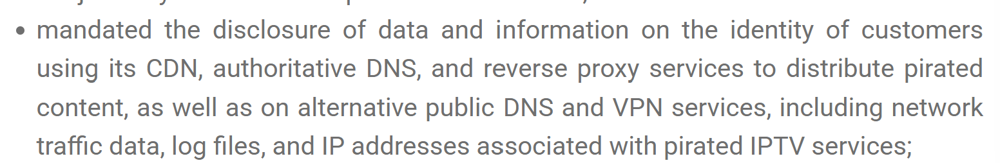 • mandated the disclosure of data and information on the identity of customers
using its CDN, authoritative DNS, and reverse proxy services to distribute pirated
content, as well as on alternative public DNS and VPN services, including network
traffic data, log files, and IP addresses associated with pirated IPTV services;